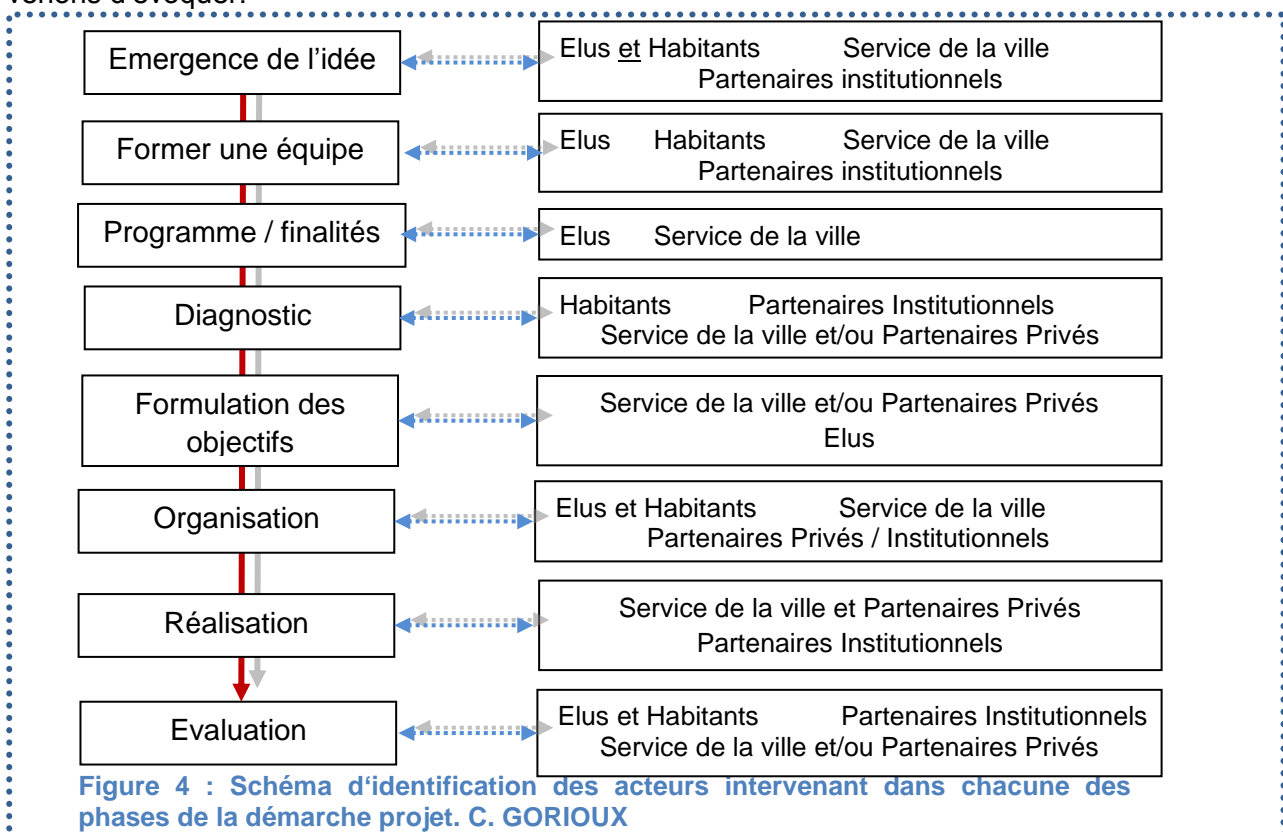 venons d'évoquer.
Emergence de l'idée
Elus et Habitants Service de la ville
Partenaires institutionnels
Former une équipe
Elus Habitants Service de la ville
Partenaires institutionnels
Programme / finalités
Elus Service de la ville
Diagnostic
Habitants Partenaires Institutionnels
Service de la ville et/ou Partenaires Privés
Formulation des
objectifs
Service de la ville et/ou Partenaires Privés
Elus
Organisation
Elus et Habitants Service de la ville
Partenaires Privés / Institutionnels
Réalisation
Service de la ville et Partenaires Privés
Partenaires Institutionnels
Evaluation
Elus et Habitants Partenaires Institutionnels
Service de la ville et/ou Partenaires Privés
Figure 4 : Schéma d‘identification des acteurs intervenant dans chacune des
phases de la démarche projet. C. GORIOUX